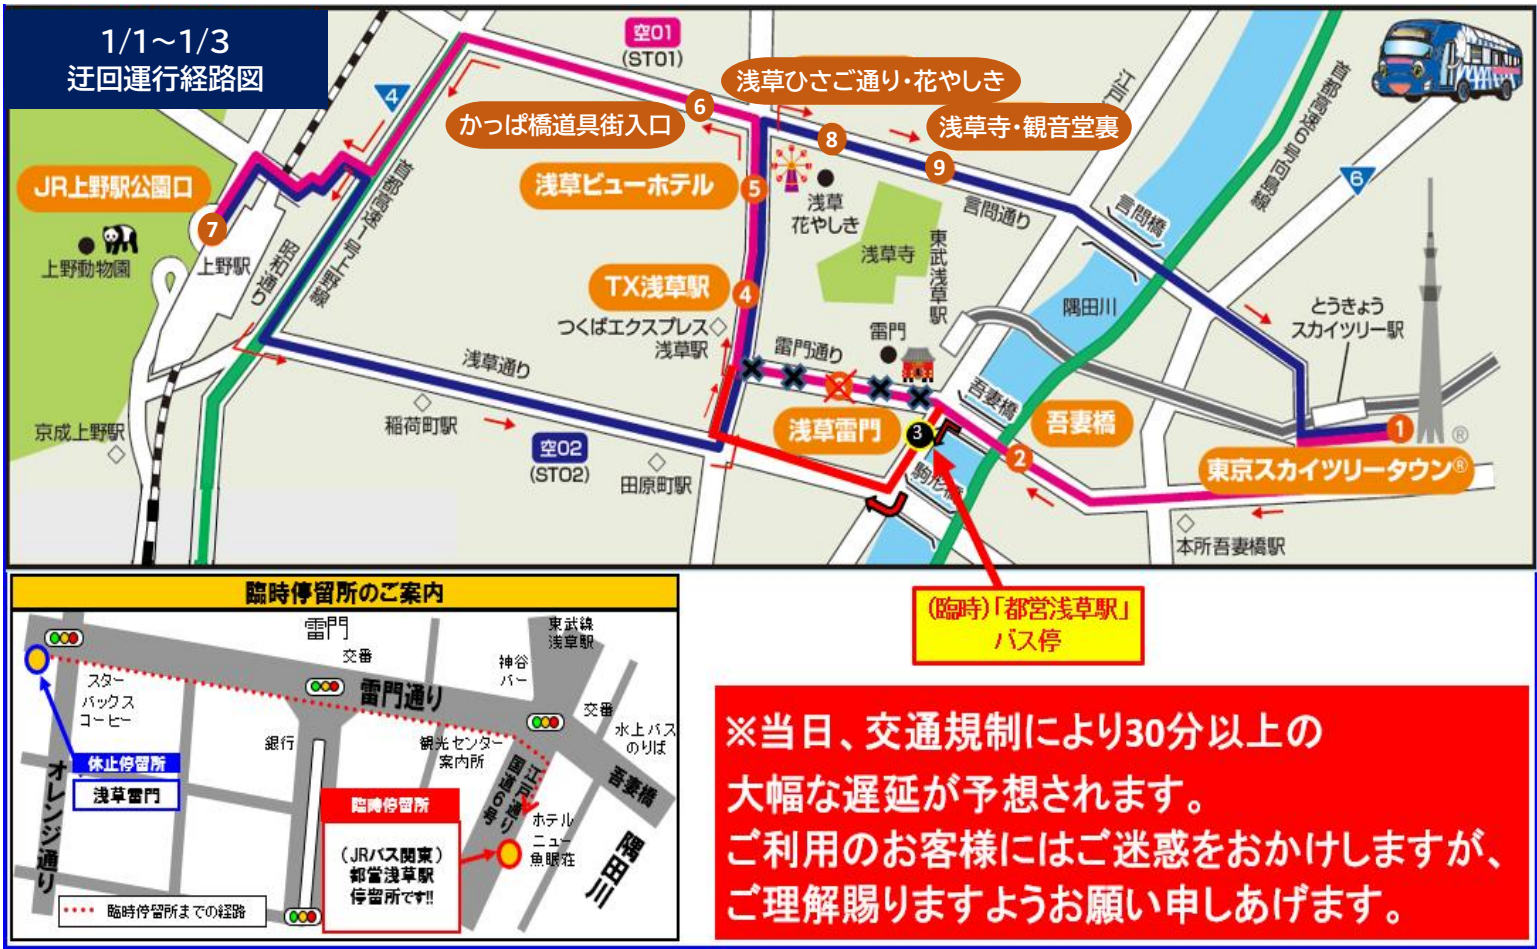 1/1～1/3
迂回運行経路図
空01
(ST01)
浅草ひさご通り・花やしき
かっぱ橋道具街入口
浅草寺・観音堂裏
4
6
8
9
江戸
首都高速6号向島線
6
JR上野駅公園口
7
上野動物園
上野駅
昭和通り
首都高速1号上野線
浅草ビューホテル
5
浅草
花やしき
浅草寺
東武浅草駅
言問通り
言問橋
隅田川
とうきょう
スカイツリー駅
TX浅草駅
4
つくばエクスプレス
浅草駅
雷門
雷門通り
浅草通り
稲荷町駅
京成上野駅
空02
(ST02)
田原町駅
浅草雷門
3
吾妻橋
吾妻橋
2
駒形橋
1
®
東京スカイツリータウン®
本所吾妻橋駅
(臨時)「都営浅草駅」
バス停
臨時停留所のご案内
雷門
交番
東武線
浅草駅
神谷
バー
スター
バックス
コーヒー
雷門通り
交番
水上バス
のりば
銀行
観光センター
案内所
吾妻橋
休止停留所
浅草雷門
オレンジ通り
江戸通り
国道6号
臨時停留所
(JRバス関東)
都営浅草駅
停留所です!!
ホテル
ニュー
魚眠荘
隅田川
臨時停留所までの経路
※当日、交通規制により30分以上の
大幅な遅延が予想されます。
ご利用のお客様にはご迷惑をおかけしますが、
ご理解賜りますようお願い申しあげます。